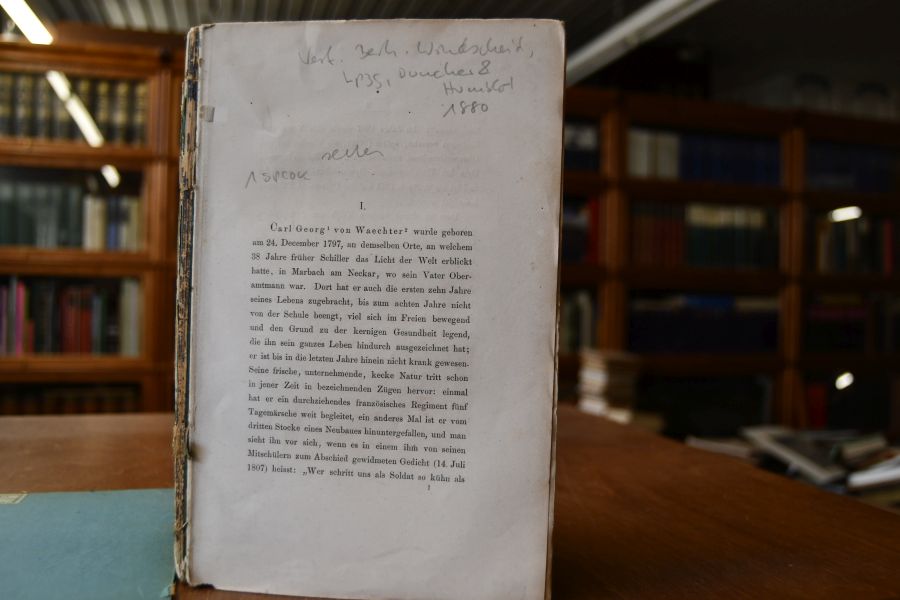 Verf. Bernh. Windscheid,
Lpzg, Duncker &
Humblot
1880
selten
I.
Carl Georg¹ von Waechter² wurde geboren
am 24. December 1797, an demselben Orte, an welchem
38 Jahre früher Schiller das Licht der Welt erblickt
hatte, in Marbach am Neckar, wo sein Vater Ober-
amtmann war. Dort hat er auch die ersten zehn Jahre
seines Lebens zugebracht, bis zum achten Jahre nicht
von der Schule beengt, viel sich im Freien bewegend
und den Grund zu der kernigen Gesundheit legend,
die ihn sein ganzes Leben hindurch ausgezeichnet hat;
er ist bis in die letzten Jahre hinein nicht krank gewesen.
Seine frische, unternehmende, kecke Natur tritt schon
in jener Zeit in bezeichnenden Zügen hervor: einmal
hat er ein durchziehendes französisches Regiment fünf
Tagemärsche weit begleitet, ein anderes Mal ist er vom
dritten Stocke eines Neubaues hinuntergefallen, und man
sieht ihn vor sich, wenn es in einem ihm von seinen
Mitschülern zum Abschied gewidmeten Gedicht (14. Juli
1807) heisst: „Wer schritt uns als Soldat so kühn als
1